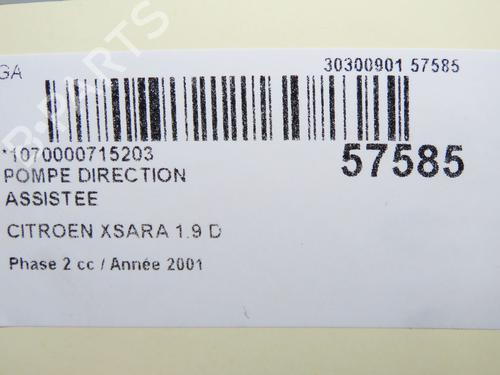 GA
30300901 57585
*1070000715203
57585
POMPE DIRECTION
ASSISTEE
CITROEN XSARA 1.9 D
Phase 2 cc / Année 2001